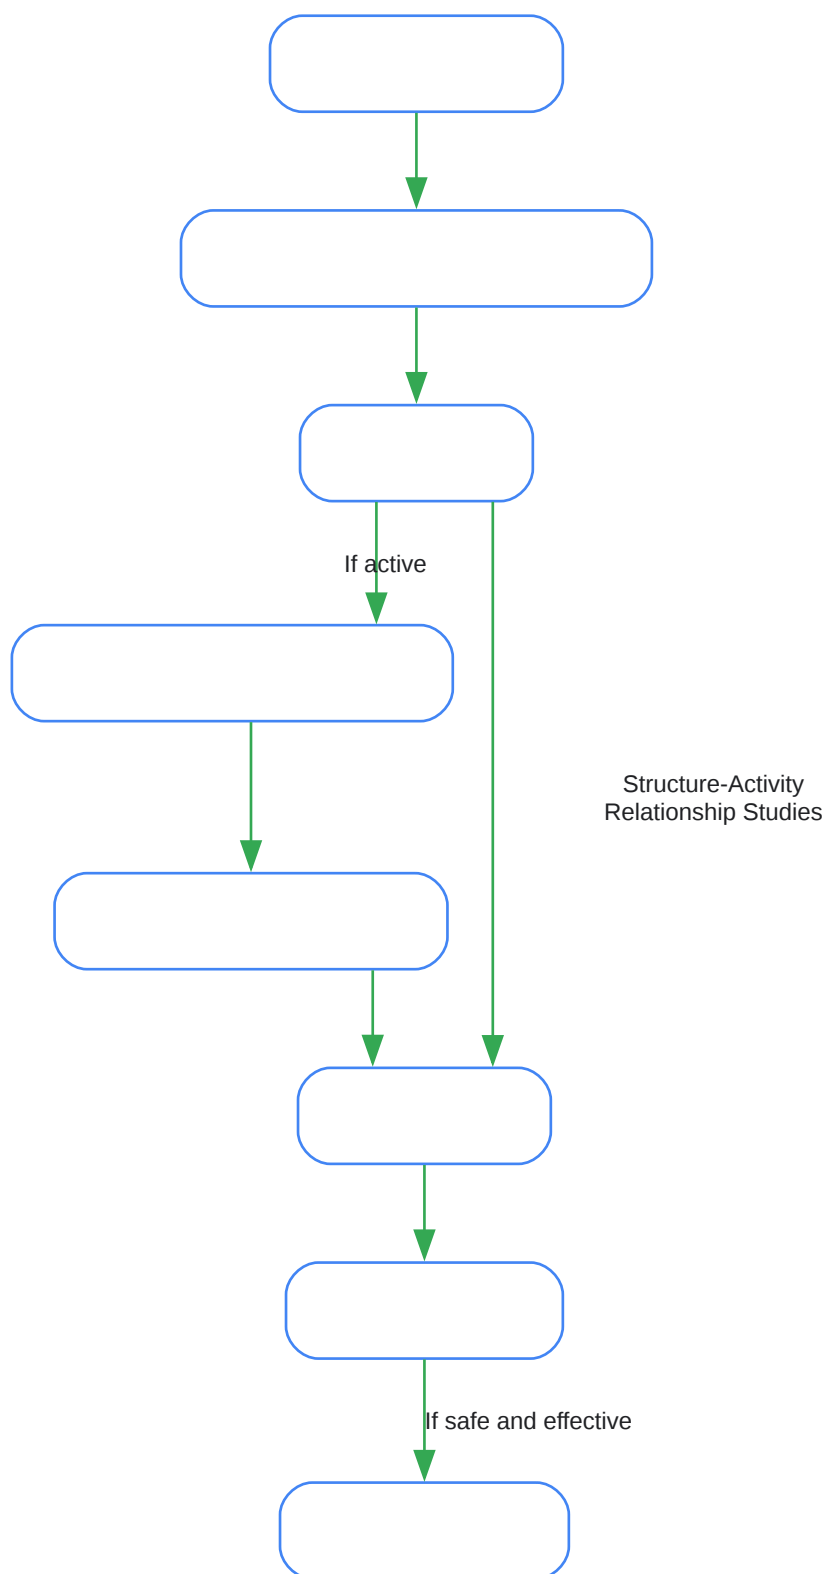 If active
Structure-Activity
Relationship Studies
If safe and effective